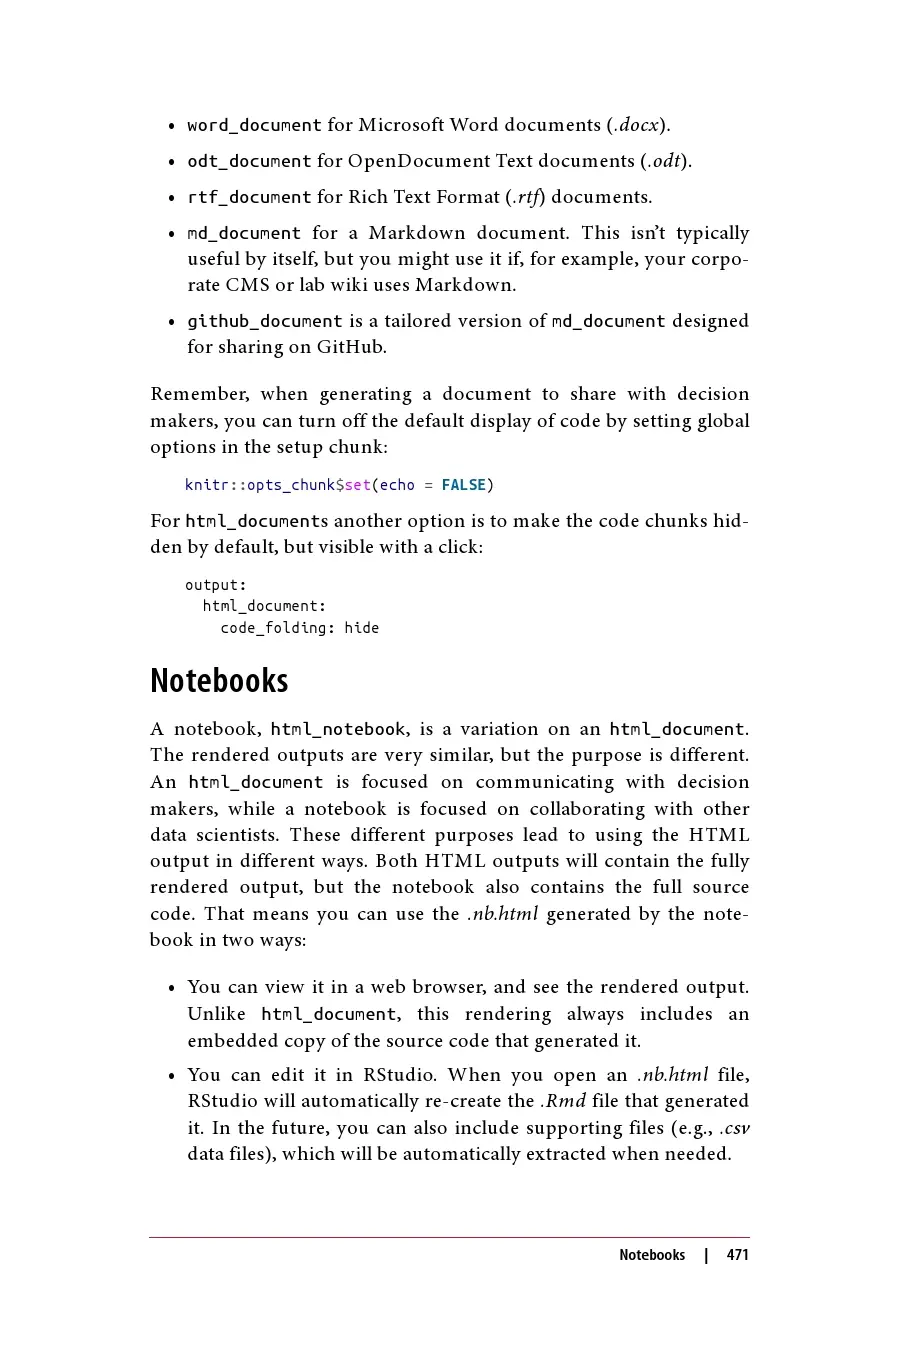 • word_document for Microsoft Word documents (.docx).
• odt_document for OpenDocument Text documents (.odt).
• rtf_document for Rich Text Format (.rtf) documents.
• md_document for a Markdown document. This isn’t typically
useful by itself, but you might use it if, for example, your corpo-
rate CMS or lab wiki uses Markdown.
• github_document is a tailored version of md_document designed
for sharing on GitHub.
Remember, when generating a document to share with decision
makers, you can turn off the default display of code by setting global
options in the setup chunk:
knitr::opts_chunk$set(echo = FALSE)
For html_documents another option is to make the code chunks hid-
den by default, but visible with a click:
output:
  html_document:
    code_folding: hide
Notebooks
A notebook, html_notebook, is a variation on an html_document.
The rendered outputs are very similar, but the purpose is different.
An html_document is focused on communicating with decision
makers, while a notebook is focused on collaborating with other
data scientists. These different purposes lead to using the HTML
output in different ways. Both HTML outputs will contain the fully
rendered output, but the notebook also contains the full source
code. That means you can use the .nb.html generated by the note-
book in two ways:
• You can view it in a web browser, and see the rendered output.
Unlike html_document, this rendering always includes an
embedded copy of the source code that generated it.
• You can edit it in RStudio. When you open an .nb.html file,
RStudio will automatically re-create the .Rmd file that generated
it. In the future, you can also include supporting files (e.g., .csv
data files), which will be automatically extracted when needed.
Notebooks | 471